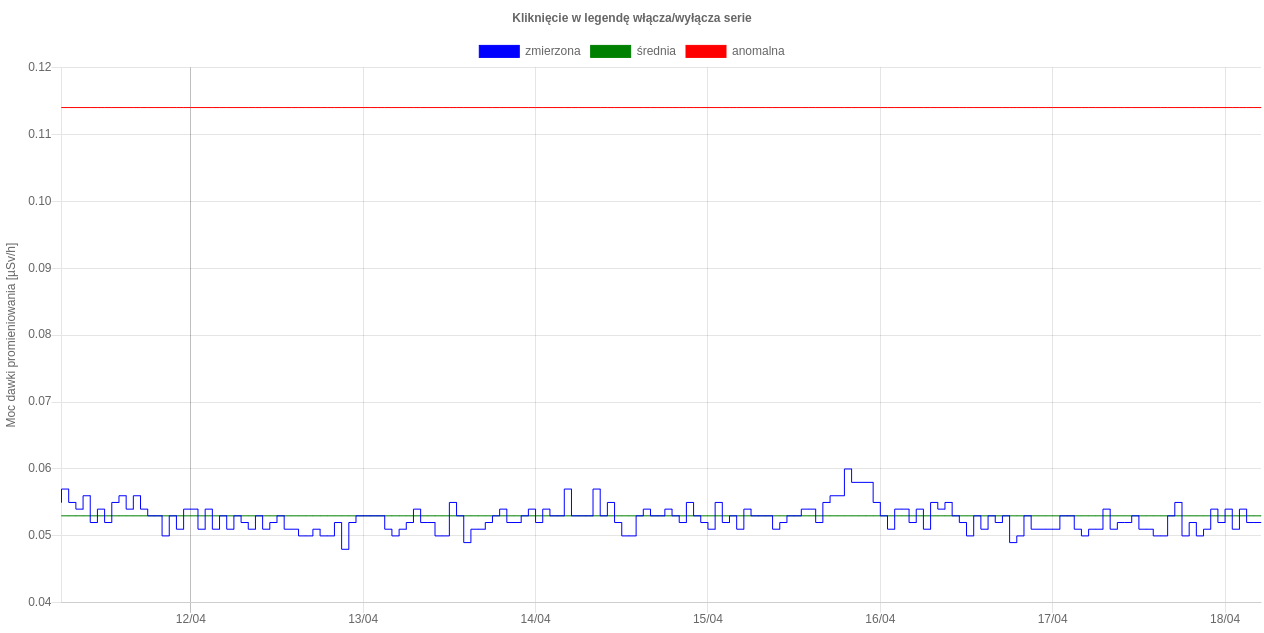 Kliknięcie w legendę włącza/wyłącza serie
zmierzona średnia anomalna
Moc dawki promieniowania [µSv/h]
0.12
0.11
0.10
0.09
0.08
0.07
0.06
0.05
0.04
12/04 13/04 14/04 15/04 16/04 17/04 18/04